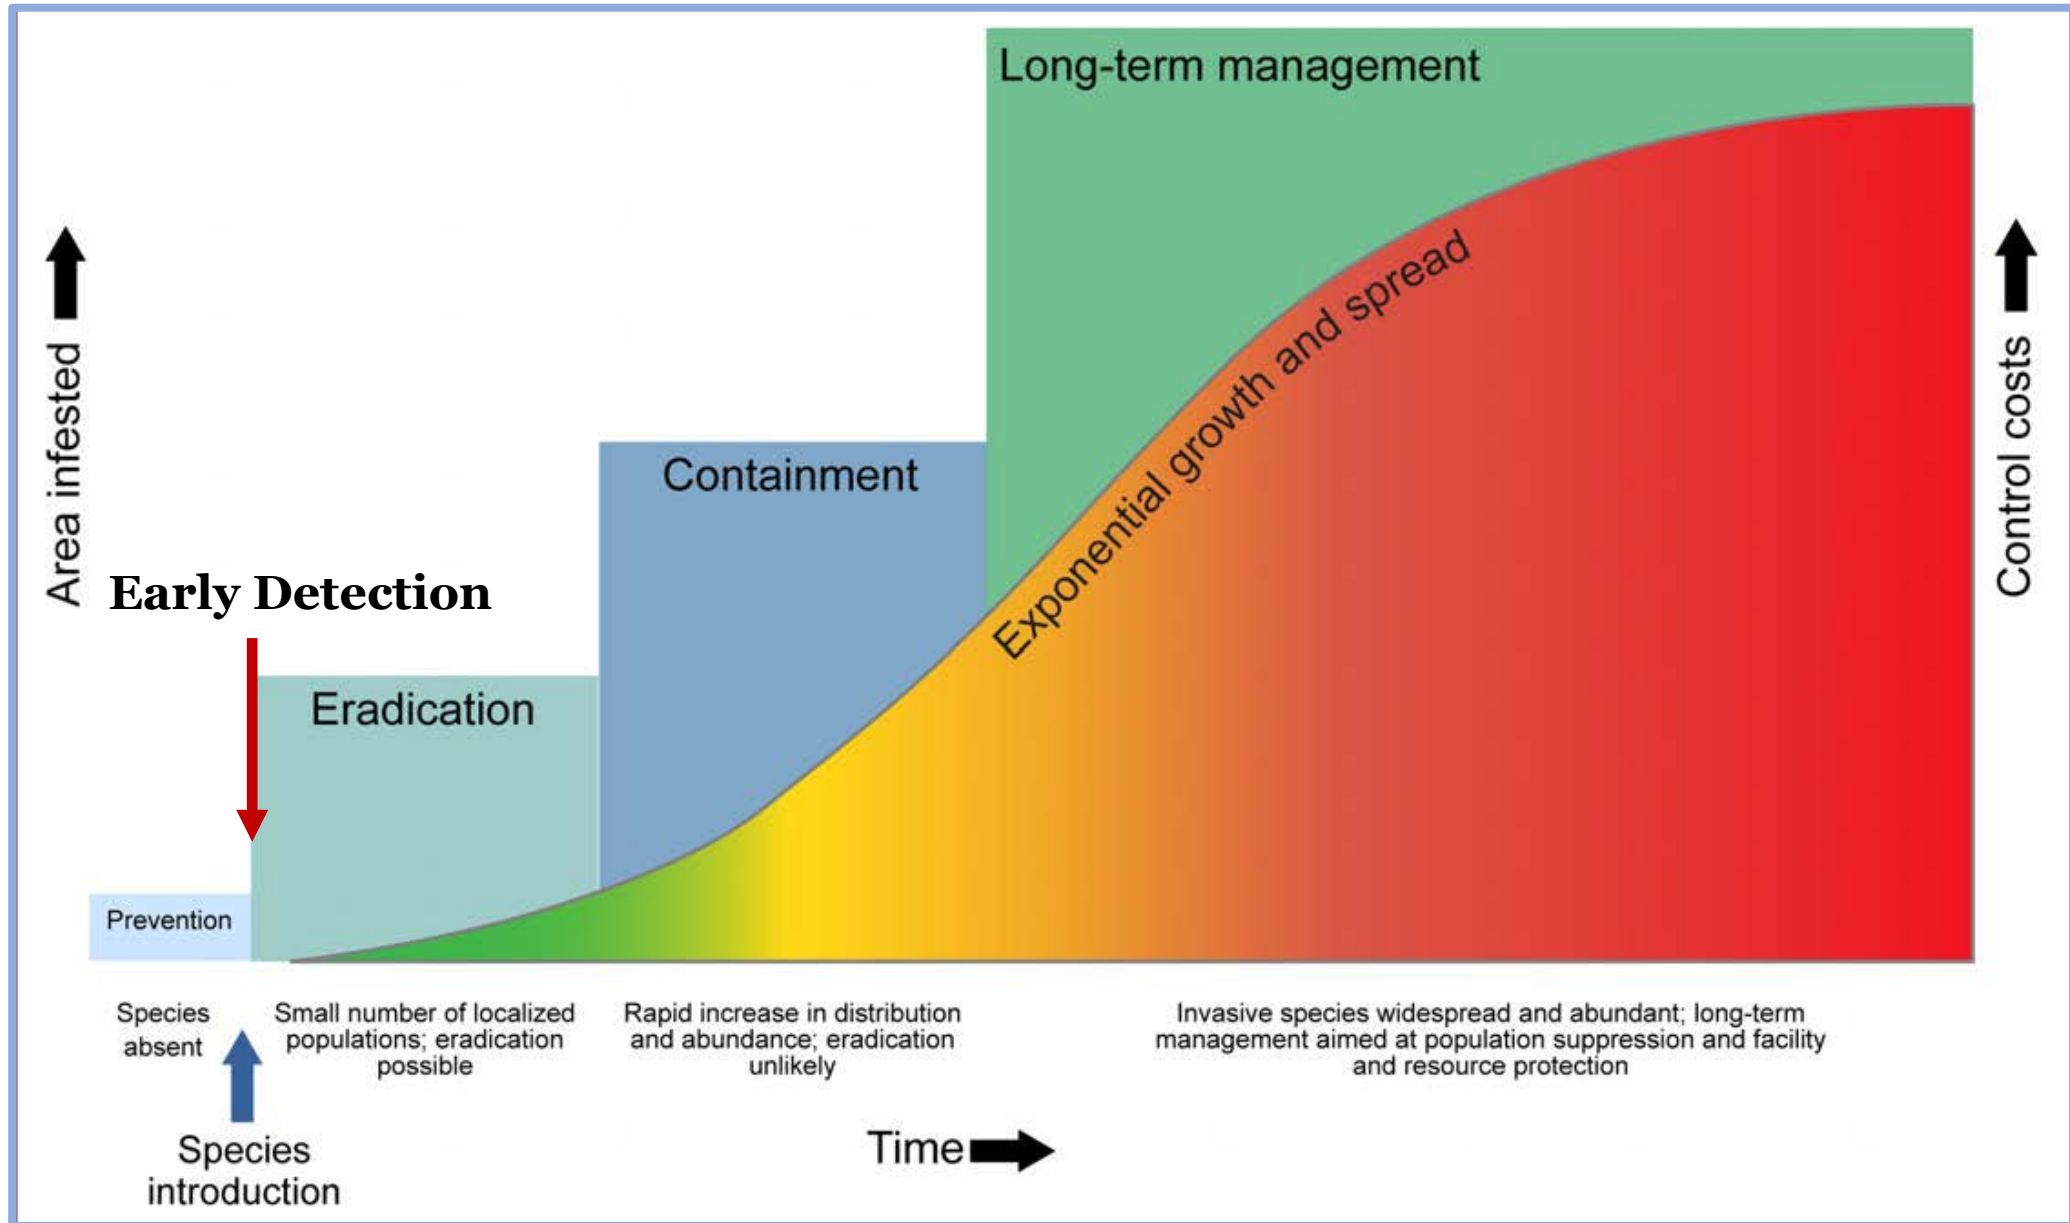 Long-term management
Area infested
Control costs
Exponential growth and spread
Containment
Early Detection
Eradication
Prevention
Species
absent
Small number of localized
populations; eradication
possible
Rapid increase in distribution
and abundance; eradication
unlikely
Invasive species widespread and abundant; long-term
management aimed at population suppression and facility
and resource protection
Species
introduction
Time